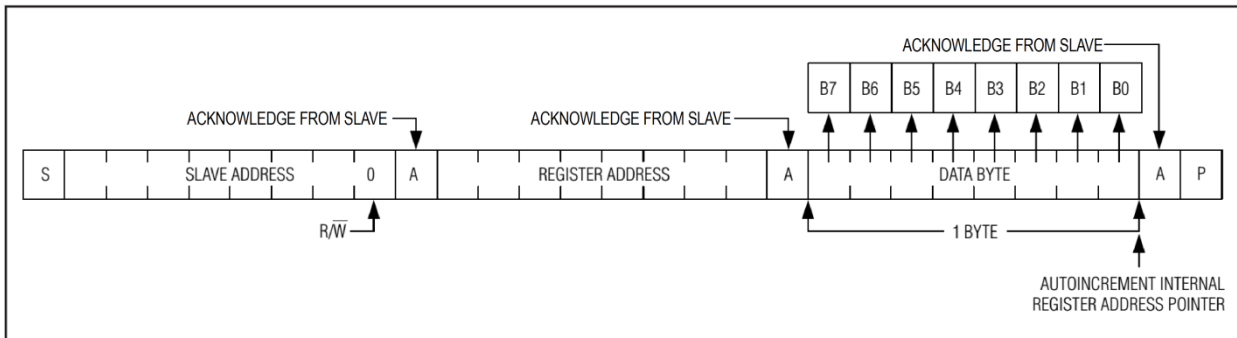 ACKNOWLEDGE FROM SLAVE
B7 B6 B5 B4 B3 B2 B1 B0
ACKNOWLEDGE FROM SLAVE ACKNOWLEDGE FROM SLAVE
S SLAVE ADDRESS 0 A REGISTER ADDRESS A DATA BYTE A P
R/W̅ 1 BYTE
AUTOINCREMENT INTERNAL
REGISTER ADDRESS POINTER